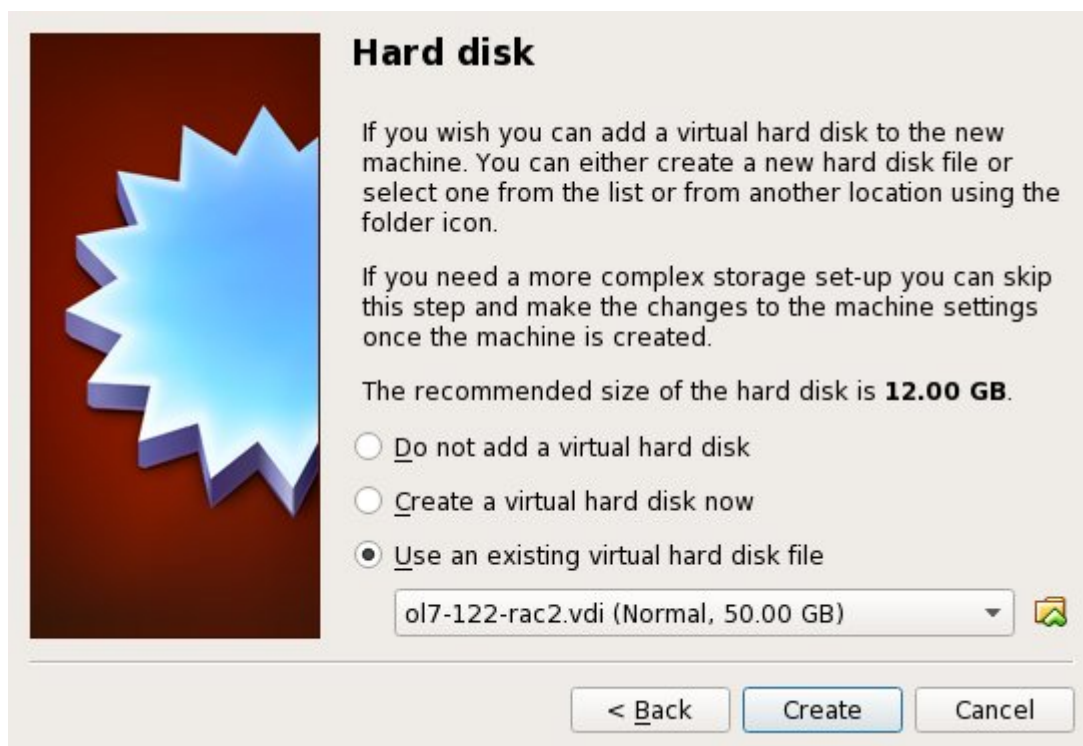 Hard disk
If you wish you can add a virtual hard disk to the new
machine. You can either create a new hard disk file or
select one from the list or from another location using the
folder icon.
If you need a more complex storage set-up you can skip
this step and make the changes to the machine settings
once the machine is created.
The recommended size of the hard disk is 12.00 GB.
Do not add a virtual hard disk
Create a virtual hard disk now
Use an existing virtual hard disk file
ol7-122-rac2.vdi (Normal, 50.00 GB)
< Back Create Cancel